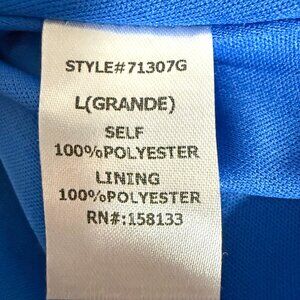 STYLE#71307G
L(GRANDE)
SELF
100%POLYESTER
LINING
100%POLYESTER
RN#:158133